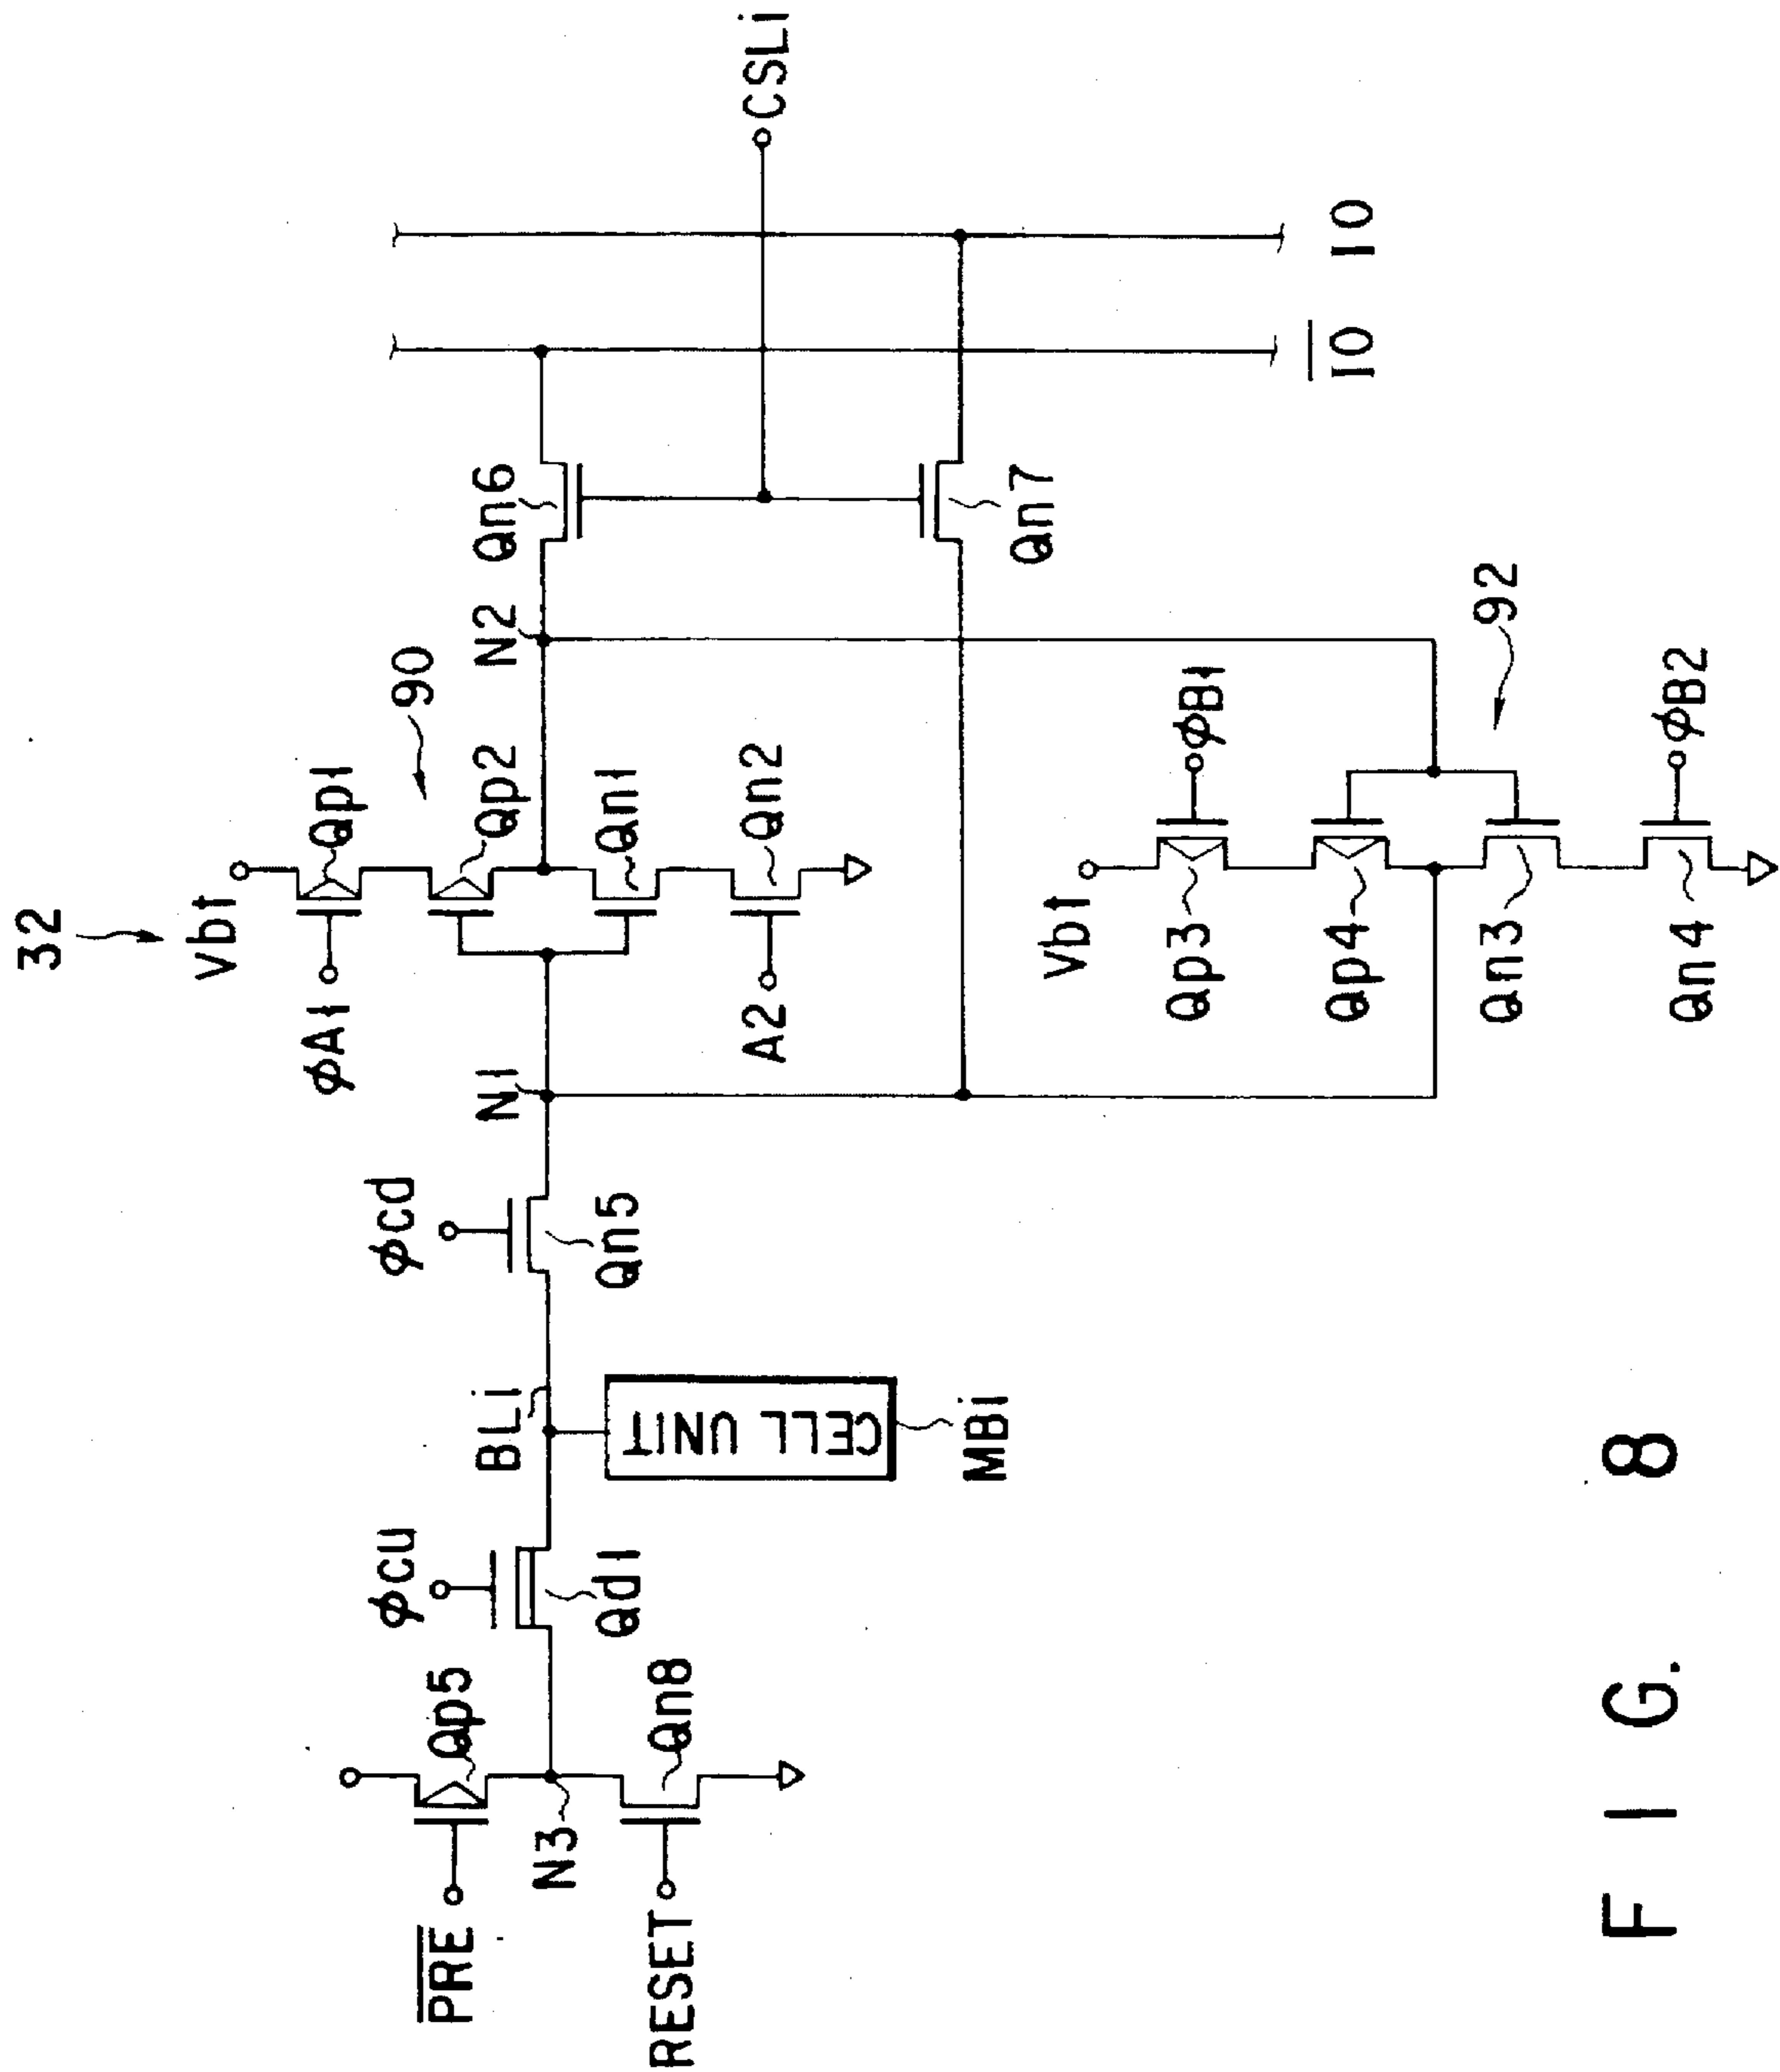 32
Vbt
φA1
Qp1
90
Qp2
N1
N2
Qn1
A2
Qn2
Qn6
CSLi
Qn7
IO
IO
φcd
Qn5
BLi
CELL UNIT
MBi
φcu
Qd1
PRE
Qp5
N3
RESET
Qn8
Vbt
φB1
Qp3
Qp4
92
Qn3
φB2
Qn4
FIG. 8